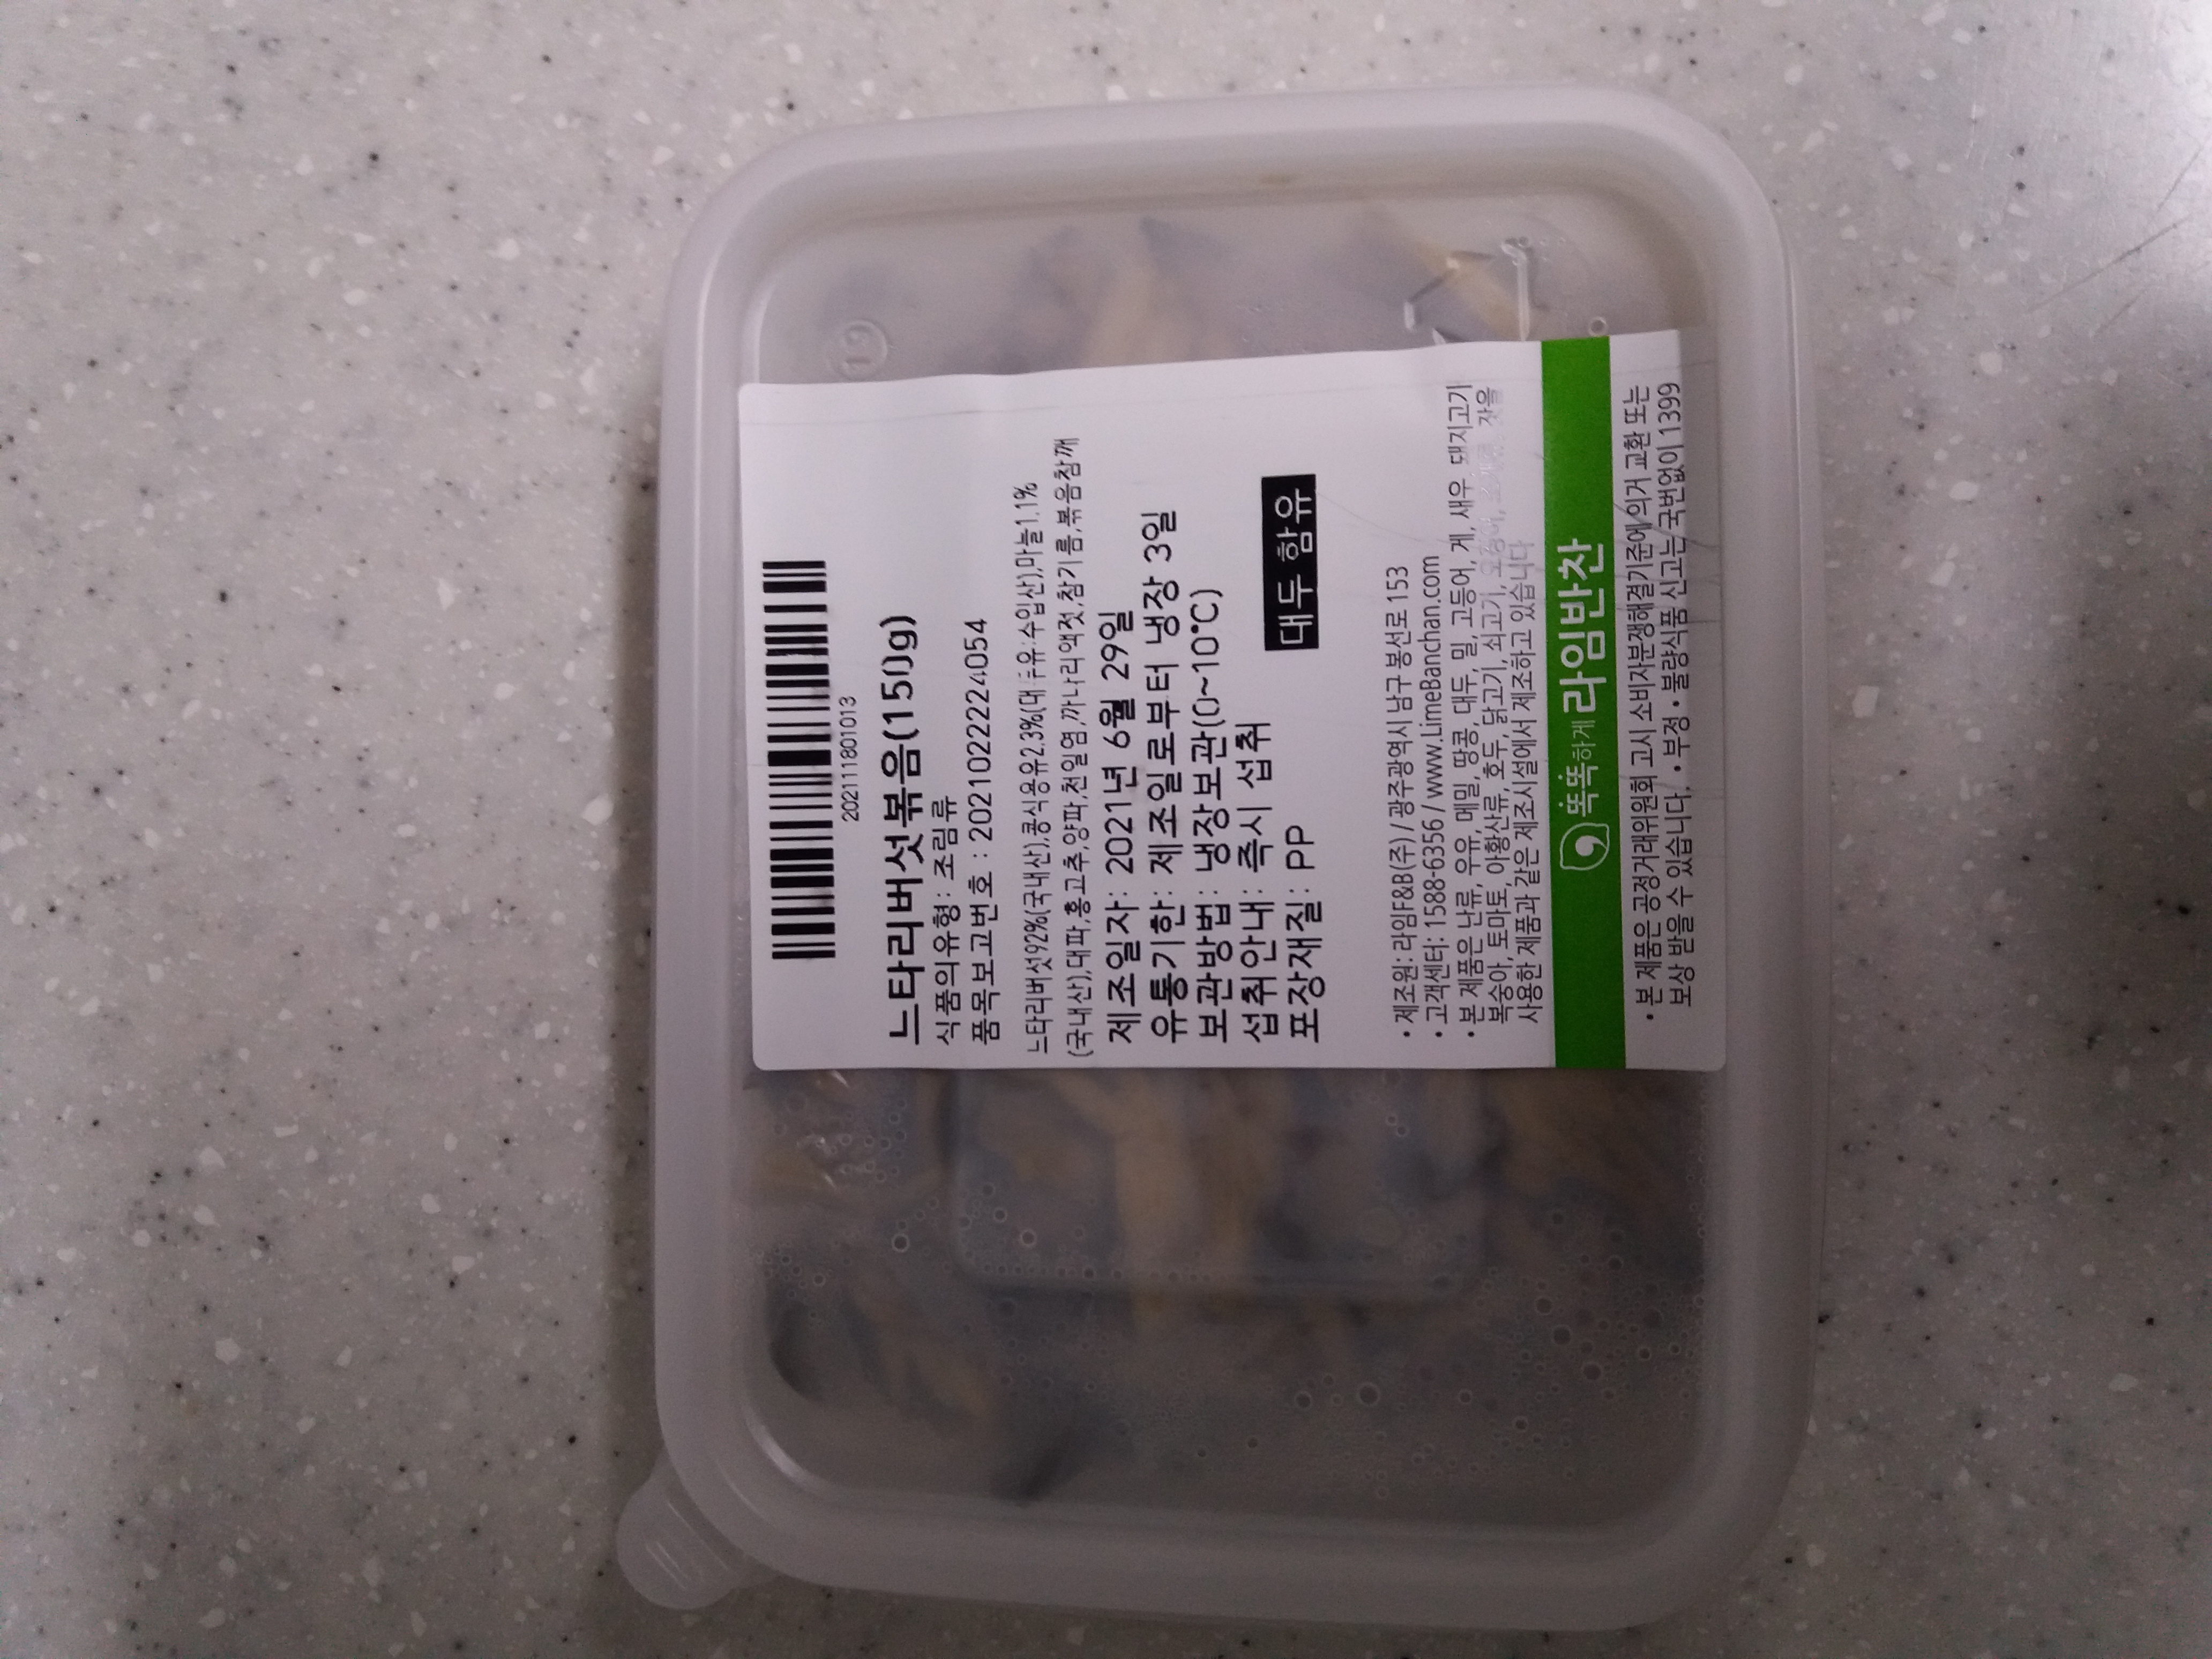 202111801013
느타리버섯볶음(150g)
식품의유형: 조림류
품목보고번호: 2021022224054
느타리버섯92%(국내산),콩식용유2.3%(대두유:수입산),마늘1.1%
(국내산),대파,홍고추,양파,천일염,까나리액젓,참기름,볶음참깨
제조일자: 2021년 6월 29일
유통기한: 제조일로부터 냉장 3일
보관방법: 냉장보관(0~10°C)
섭취안내: 즉시 섭취
포장재질: PP
대두 함유
• 제조원: 라임F&B(주) / 광주광역시 남구 봉선로 153
• 고객센터: 1588-6356 / www.LimeBanchan.com
• 본 제품은 난류, 우유, 메밀, 땅콩, 대두, 밀, 고등어, 게, 새우, 돼지고기
복숭아, 토마토, 아황산류, 호두, 닭고기, 쇠고기, 오징어, 잣을
사용한 제품과 같은 제조시설에서 제조하고 있습니다
똑똑하게 라임반찬
• 본 제품은 공정거래위원회 고시 소비자분쟁해결기준에 의거 교환 또는
보상 받을 수 있습니다. • 부정 • 불량식품 신고는 국번없이 1399